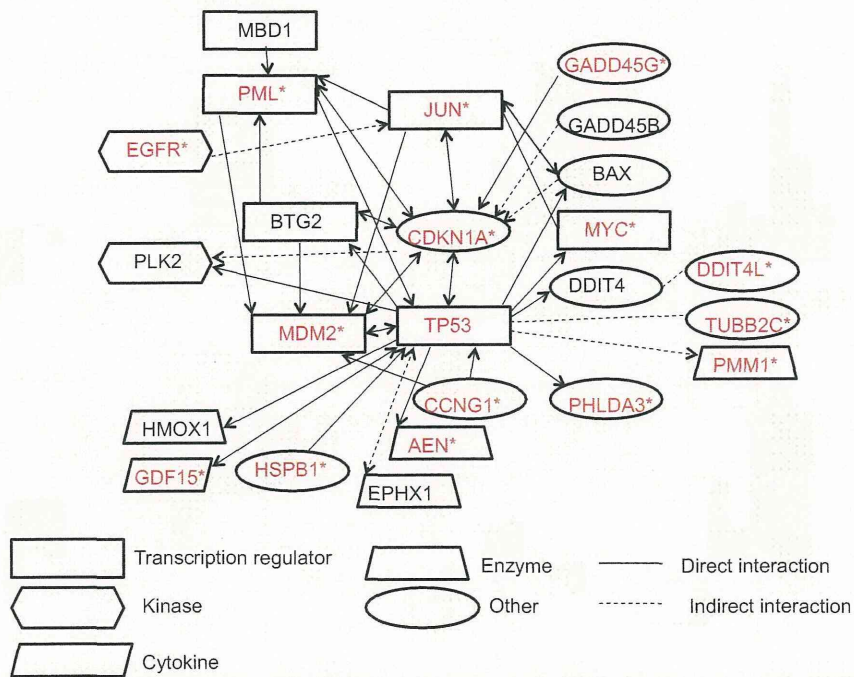 MBD1
PML*
JUN*
GADD45G*
GADD45B
EGFR*
BAX
BTG2
CDKN1A*
MYC*
PLK2
DDIT4
DDIT4L*
MDM2*
TP53
TUBB2C*
PMM1*
CCNG1*
PHLDA3*
HMOX1
AEN*
GDF15*
HSPB1*
EPHX1
Transcription regulator
Enzyme
Direct interaction
Kinase
Other
Indirect interaction
Cytokine